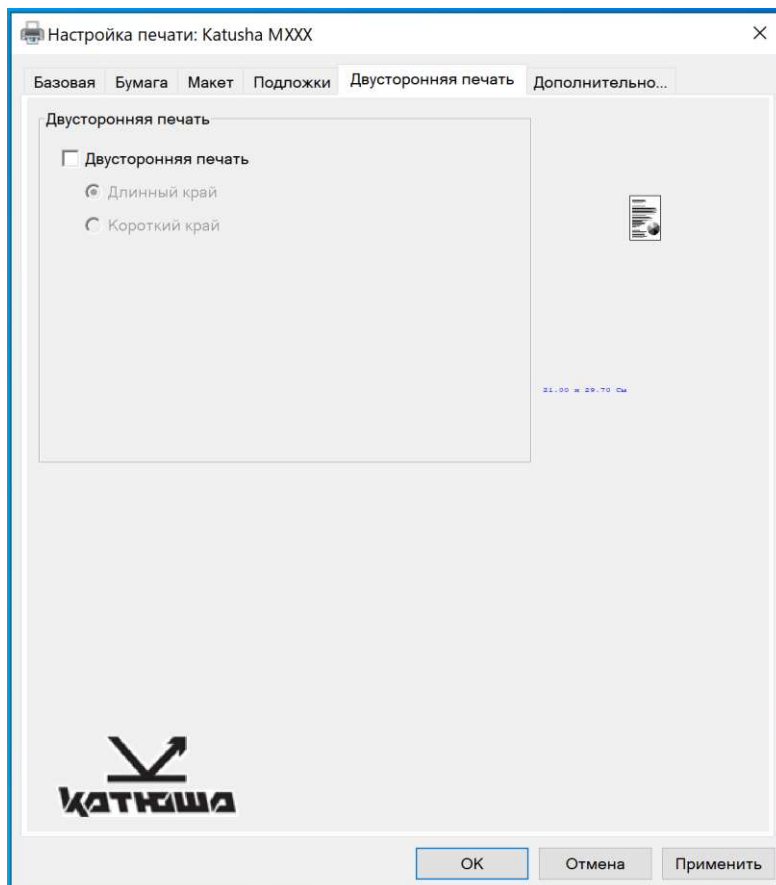 Настройка печати: Katusha MXXX
Базовая Бумага Макет Подложки Двусторонняя печать Дополнительно...
Двусторонняя печать
Двусторонняя печать
Длинный край
Короткий край
21.00 x 29.70 См
катюша
OK Отмена Применить